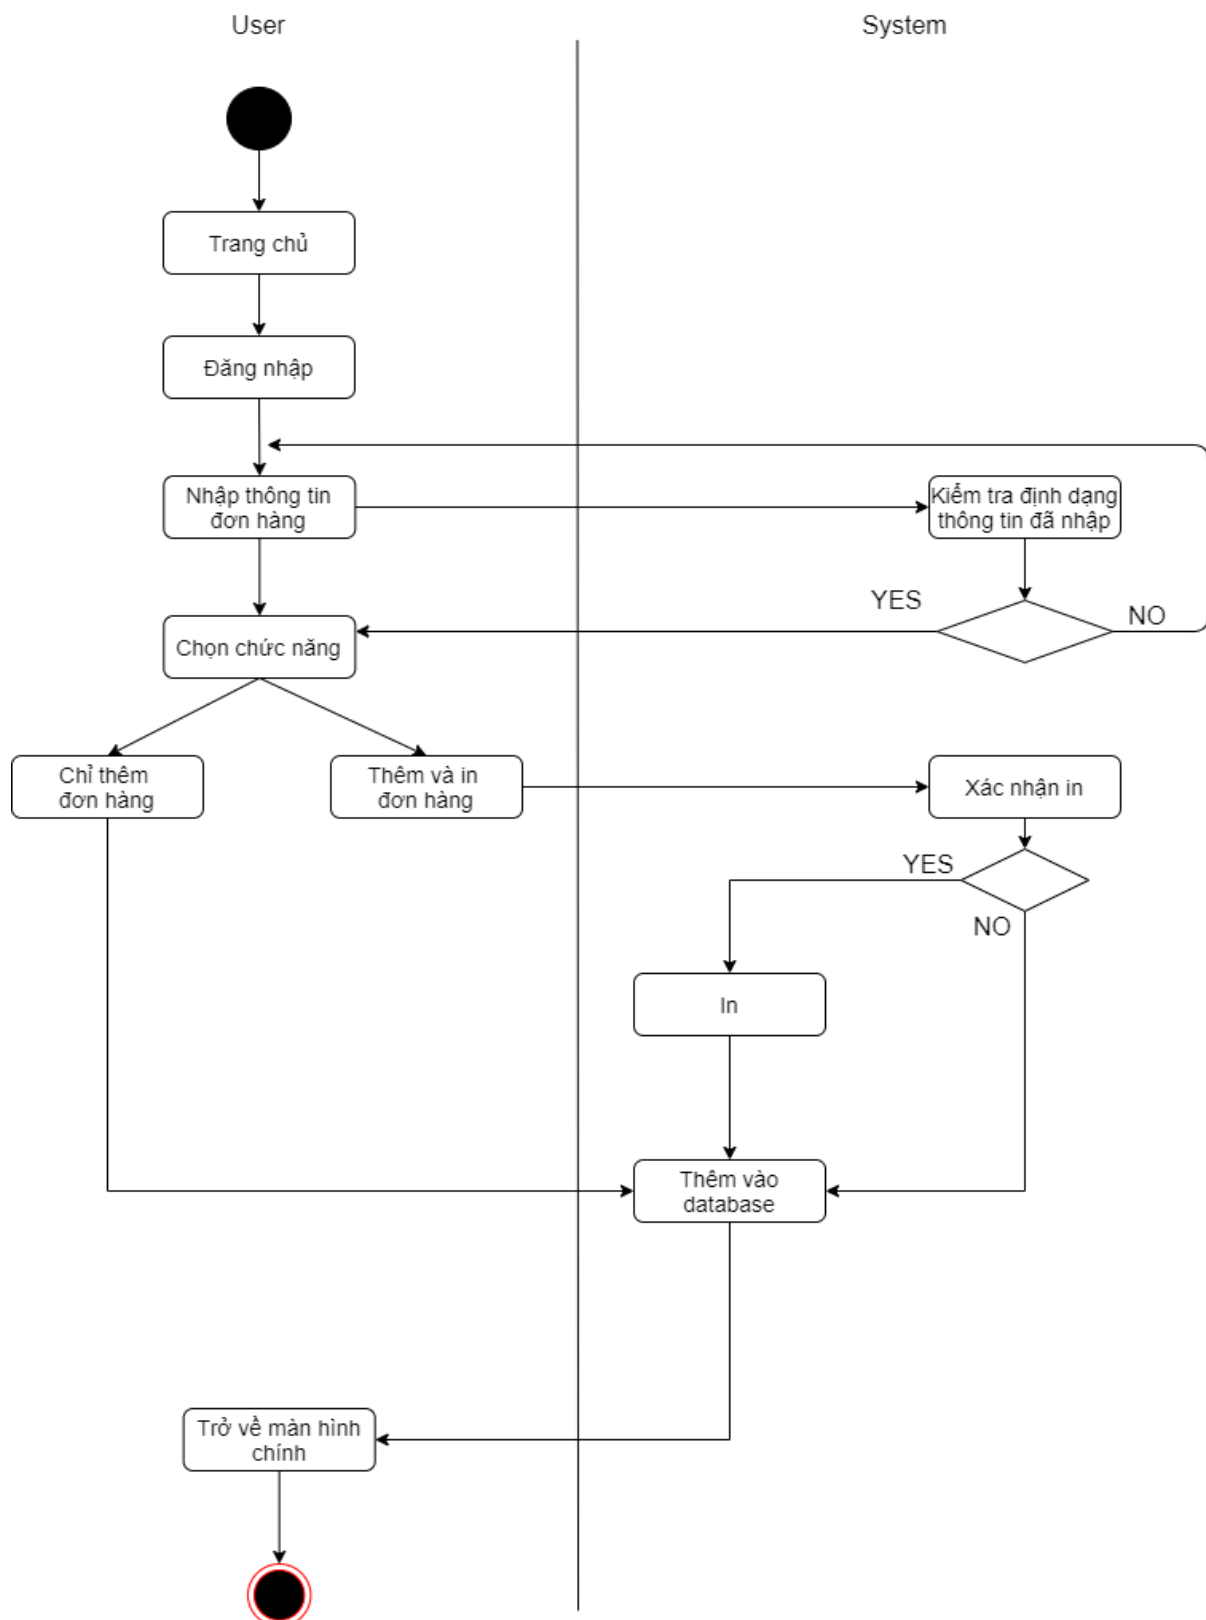 User
System
Trang chủ
Đăng nhập
Nhập thông tin
đơn hàng
Kiểm tra định dạng
thông tin đã nhập
YES
NO
Chọn chức năng
Chỉ thêm
đơn hàng
Thêm và in
đơn hàng
Xác nhận in
YES
NO
In
Thêm vào
database
Trở về màn hình
chính